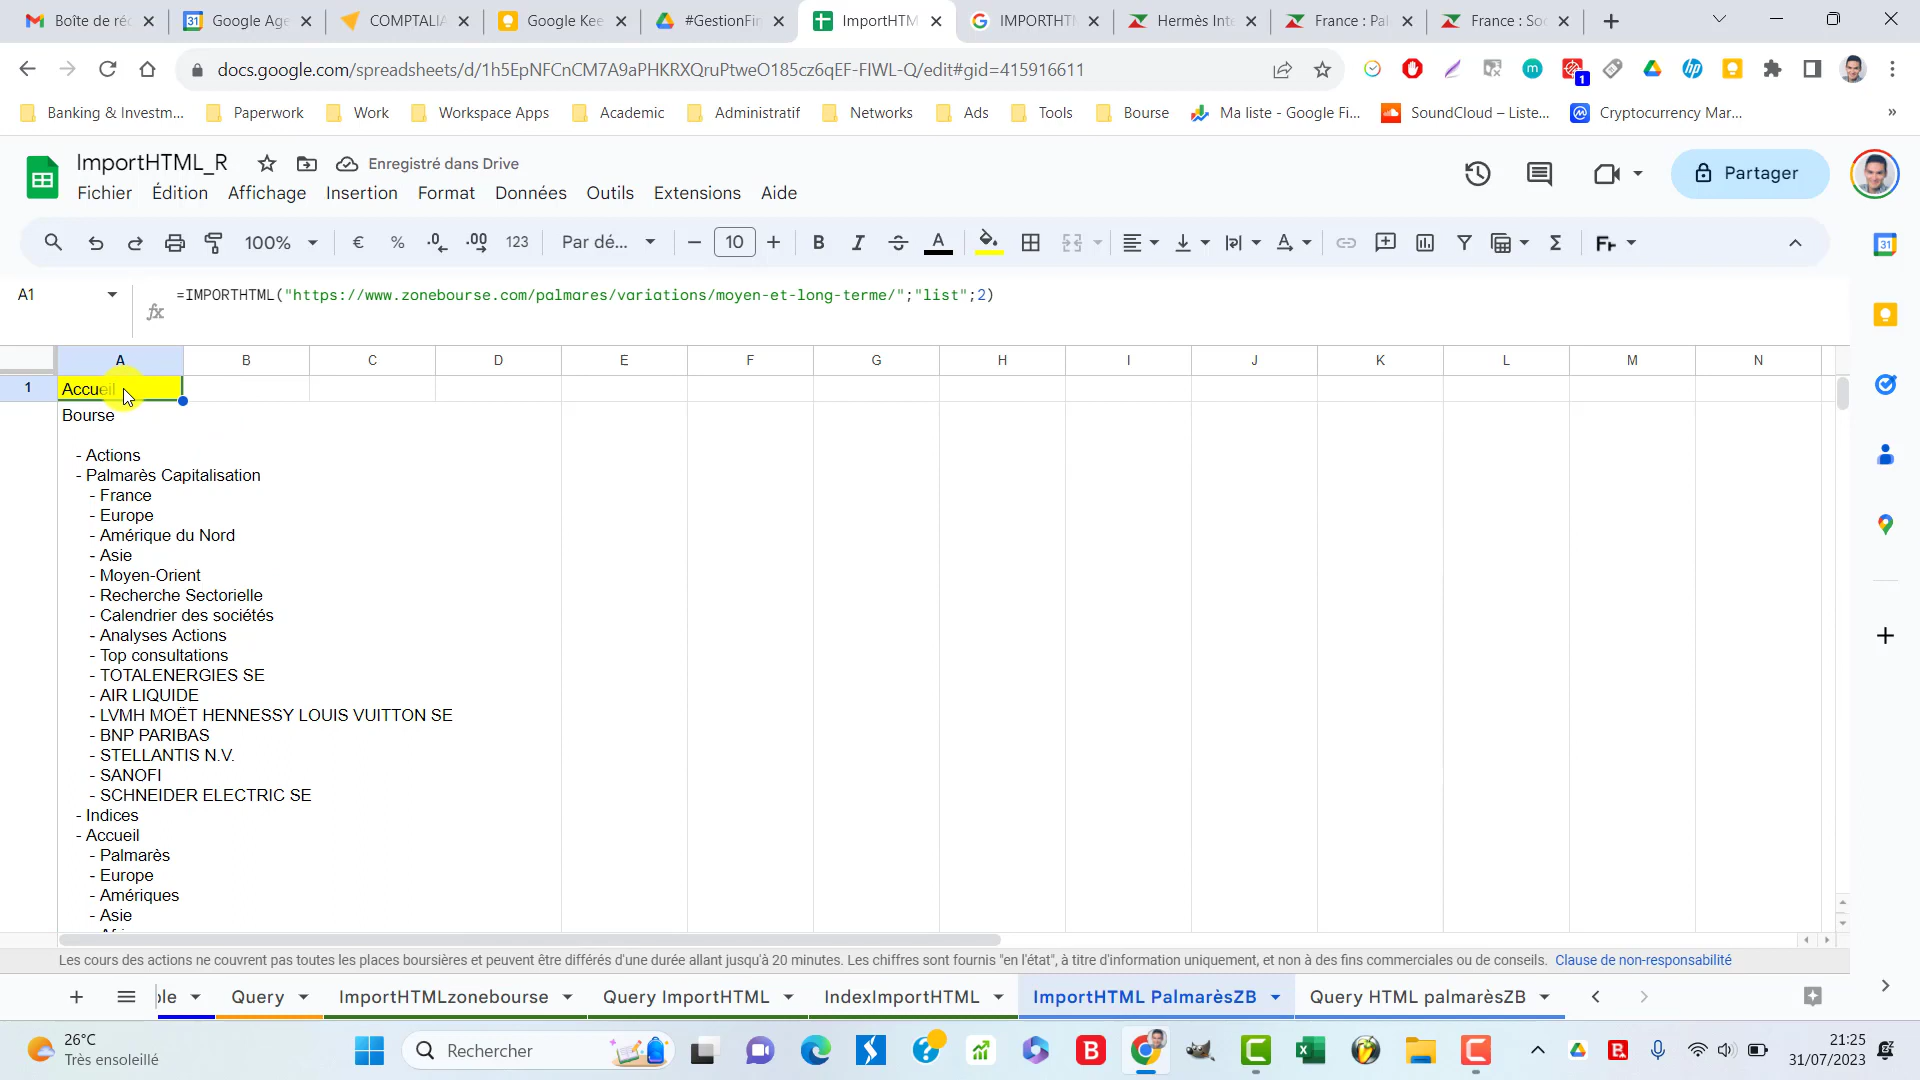 Boîte de réc
Google Age
COMPTALIA
Google Kee
#GestionFin
ImportHTM
IMPORTHTM
Hermès Inte
France : Pal
France : Soc
docs.google.com/spreadsheets/d/1h5EpNFCnCM7A9aPHKRXQruPtweO185cz6qEF-FIWL-Q/edit#gid=415916611
Banking & Investm...
Paperwork
Work
Workspace Apps
Academic
Administratif
Networks
Ads
Tools
Bourse
Ma liste - Google Fi...
SoundCloud – Liste...
Cryptocurrency Mar...
»
ImportHTML_R
Enregistré dans Drive
Fichier Édition Affichage Insertion Format Données Outils Extensions Aide
Partager
100% € % .0 .00 123 Par dé... 10 B I A
A1
=IMPORTHTML("https://www.zonebourse.com/palmares/variations/moyen-et-long-terme/";"list";2)
A B C D E F G H I J K L M N
1 Accueil
Bourse
- Actions
- Palmarès Capitalisation
- France
- Europe
- Amérique du Nord
- Asie
- Moyen-Orient
- Recherche Sectorielle
- Calendrier des sociétés
- Analyses Actions
- Top consultations
- TOTALENERGIES SE
- AIR LIQUIDE
- LVMH MOËT HENNESSY LOUIS VUITTON SE
- BNP PARIBAS
- STELLANTIS N.V.
- SANOFI
- SCHNEIDER ELECTRIC SE
- Indices
- Accueil
- Palmarès
- Europe
- Amériques
- Asie
Les cours des actions ne couvrent pas toutes les places boursières et peuvent être différés d'une durée allant jusqu'à 20 minutes. Les chiffres sont fournis "en l'état", à titre d'information uniquement, et non à des fins commerciales ou de conseils. Clause de non-responsabilité
le
Query
ImportHTMLzonebourse
Query ImportHTML
IndexImportHTML
ImportHTML PalmarèsZB
Query HTML palmarèsZB
26°C
Très ensoleillé
Rechercher
21:25
31/07/2023